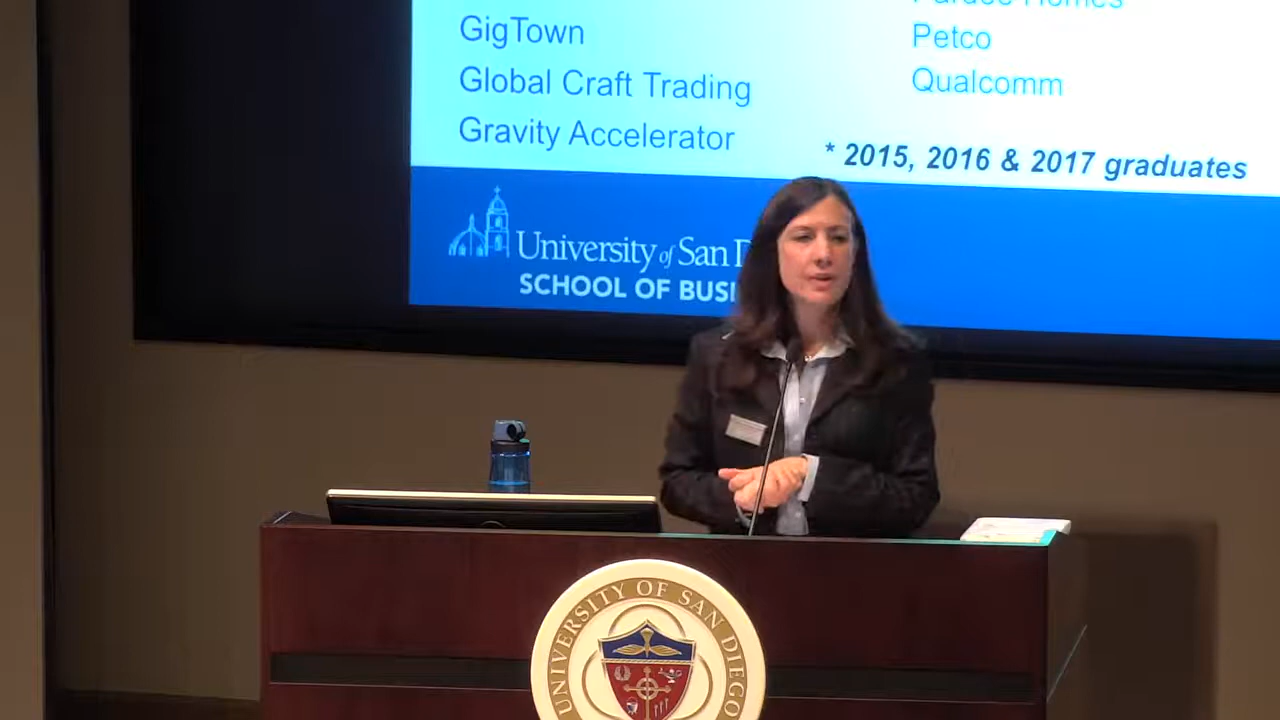 GigTown
Global Craft Trading
Gravity Accelerator
Homes
Petco
Qualcomm
* 2015, 2016 & 2017 graduates
University of San
SCHOOL OF
UNIVERSITY OF SAN DIEGO